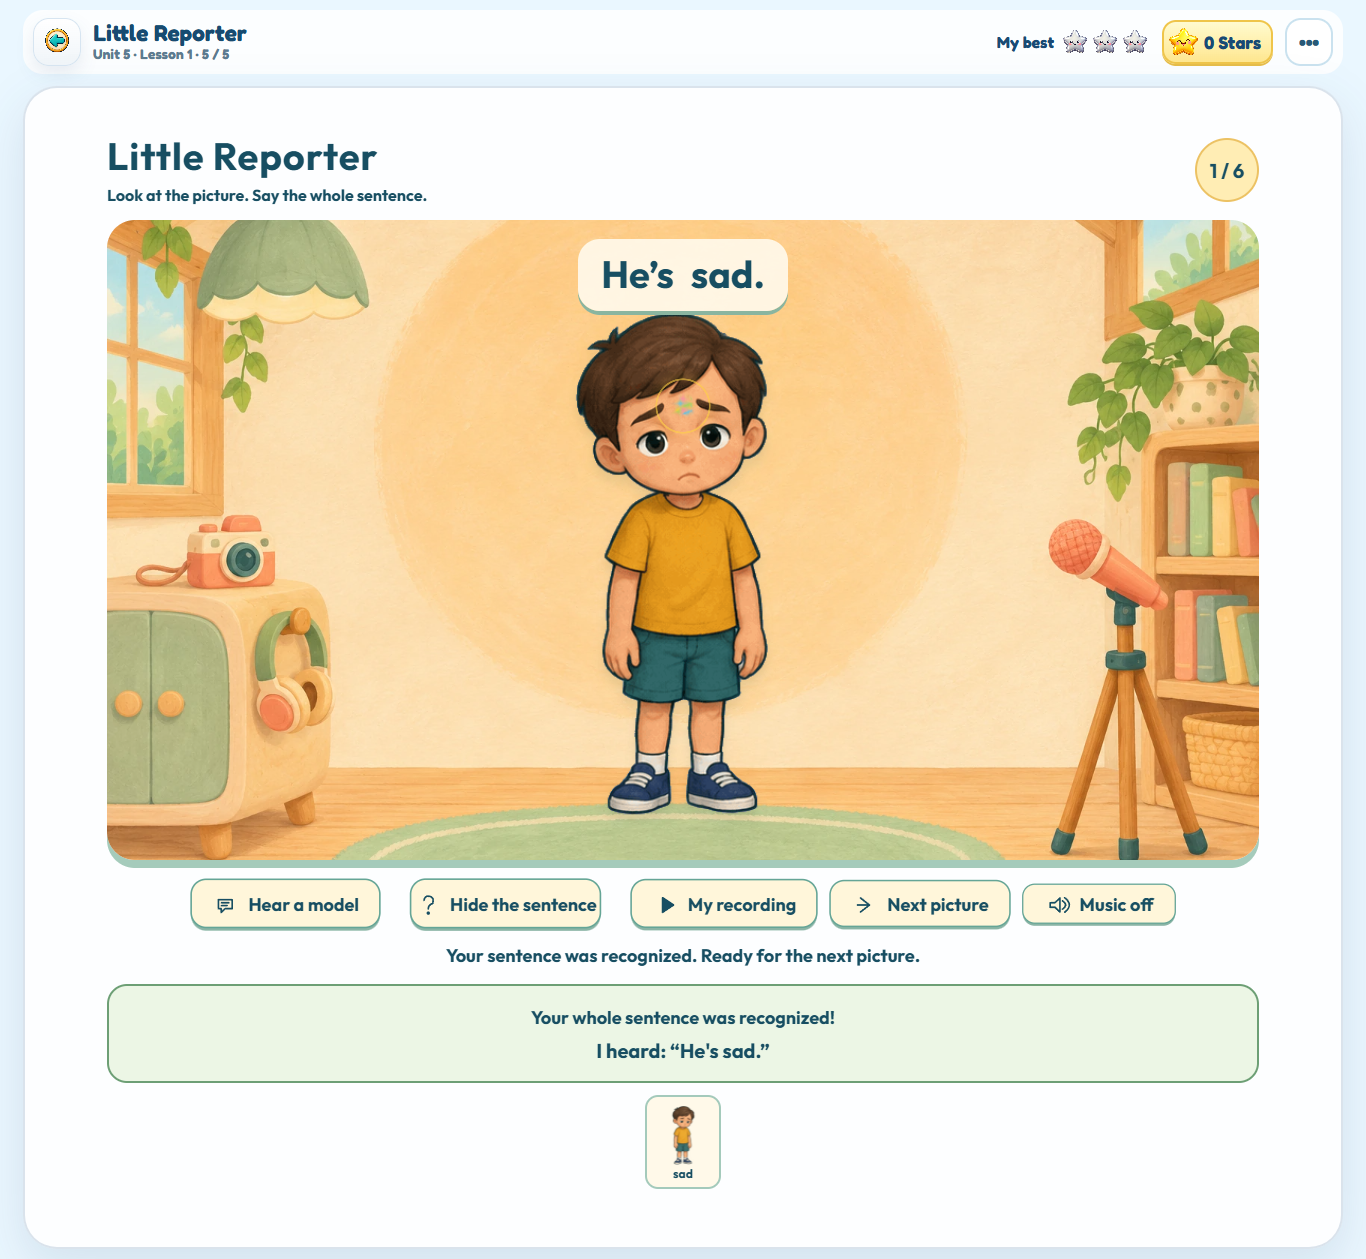 Little Reporter
Unit 5 · Lesson 1 · 5 / 5
My best
0 Stars
Little Reporter
Look at the picture. Say the whole sentence.
1 / 6
He’s sad.
Hear a model
? Hide the sentence
My recording
Next picture
Music off
Your sentence was recognized. Ready for the next picture.
Your whole sentence was recognized!
I heard: “He's sad.”
sad